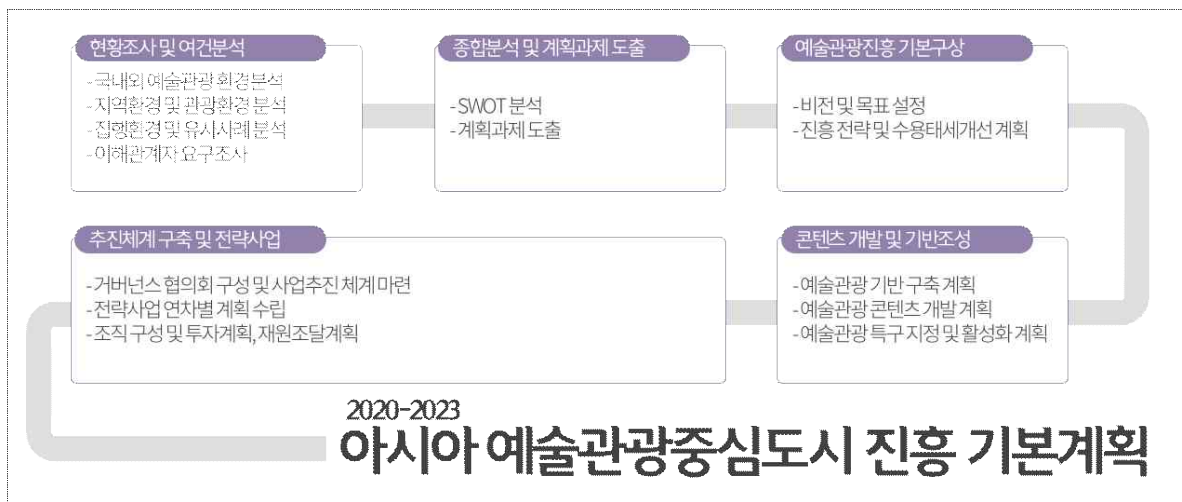 현황조사 및 여건분석
-국내외 예술관광 환경분석
-지역환경 및 관광환경 분석
-집행환경 및 유사사례 분석
-이해관계자 요구조사
종합분석 및 계획과제 도출
-SWOT 분석
-계획과제 도출
예술관광진흥 기본구상
-비전 및 목표 설정
-진흥 전략 및 수용태세개선 계획
콘텐츠 개발 및 기반조성
-예술관광 기반 구축 계획
-예술관광 콘텐츠 개발 계획
-예술관광 특구 지정 및 활성화 계획
추진체계 구축 및 전략사업
-거버넌스 협의회 구성 및 사업추진 체계 마련
-전략사업 연차별 계획 수립
-조직 구성 및 투자계획, 재원조달계획
2020-2023
아시아 예술관광중심도시 진흥 기본계획